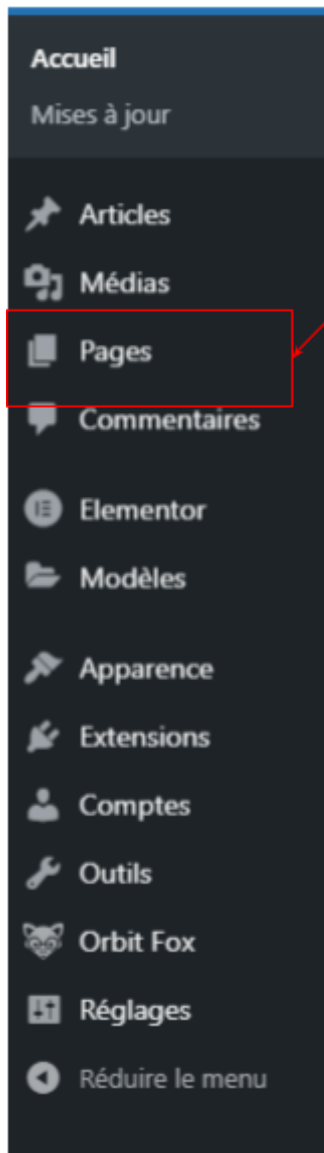 Accueil
Mises à jour
Articles
Médias
Pages
Commentaires
Elementor
Modèles
Apparence
Extensions
Comptes
Outils
Orbit Fox
Réglages
Réduire le menu